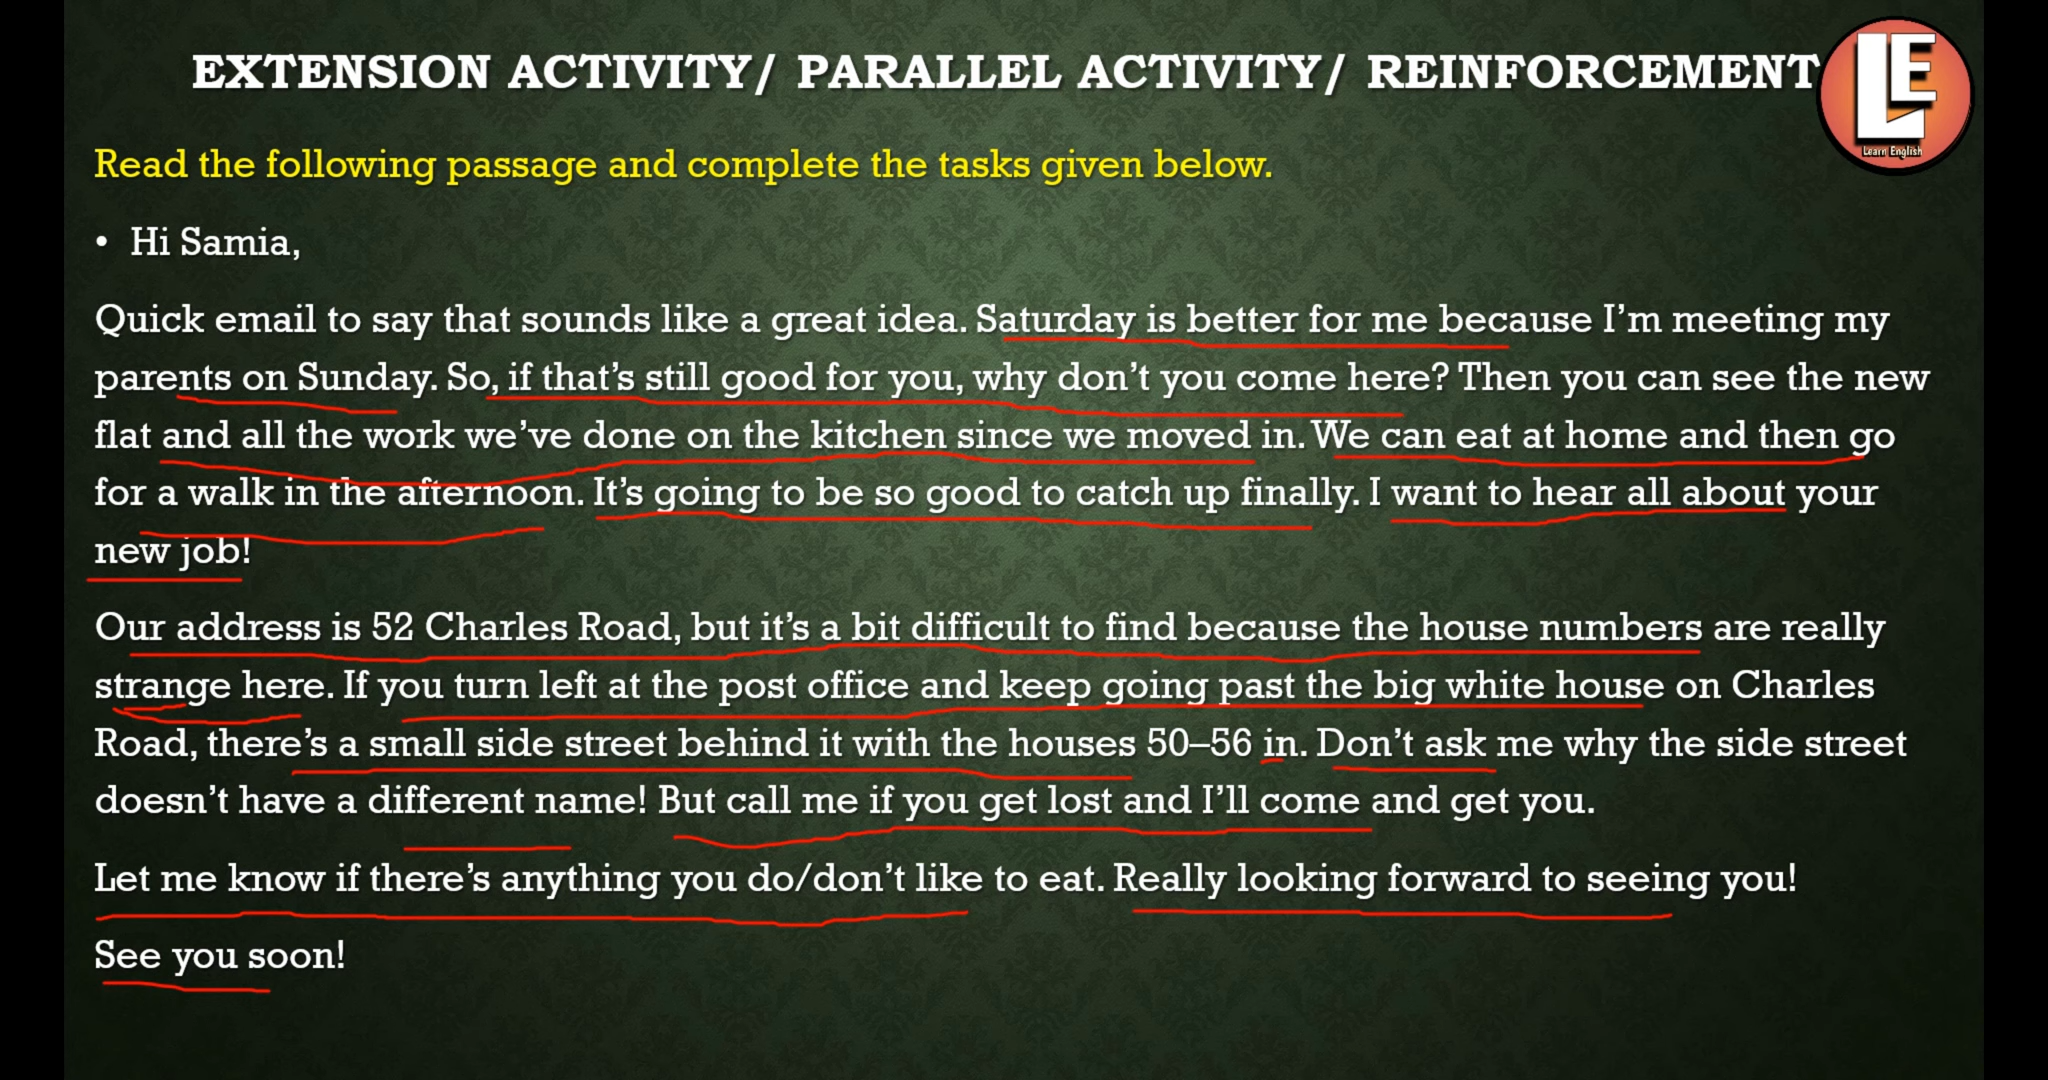 EXTENSION ACTIVITY/ PARALLEL ACTIVITY/ REINFORCEMENT
LE
Learn English
Read the following passage and complete the tasks given below.
• Hi Samia,
Quick email to say that sounds like a great idea. Saturday is better for me because I’m meeting my
parents on Sunday. So, if that’s still good for you, why don’t you come here? Then you can see the new
flat and all the work we’ve done on the kitchen since we moved in. We can eat at home and then go
for a walk in the afternoon. It’s going to be so good to catch up finally. I want to hear all about your
new job!
Our address is 52 Charles Road, but it’s a bit difficult to find because the house numbers are really
strange here. If you turn left at the post office and keep going past the big white house on Charles
Road, there’s a small side street behind it with the houses 50–56 in. Don’t ask me why the side street
doesn’t have a different name! But call me if you get lost and I’ll come and get you.
Let me know if there’s anything you do/don’t like to eat. Really looking forward to seeing you!
See you soon!